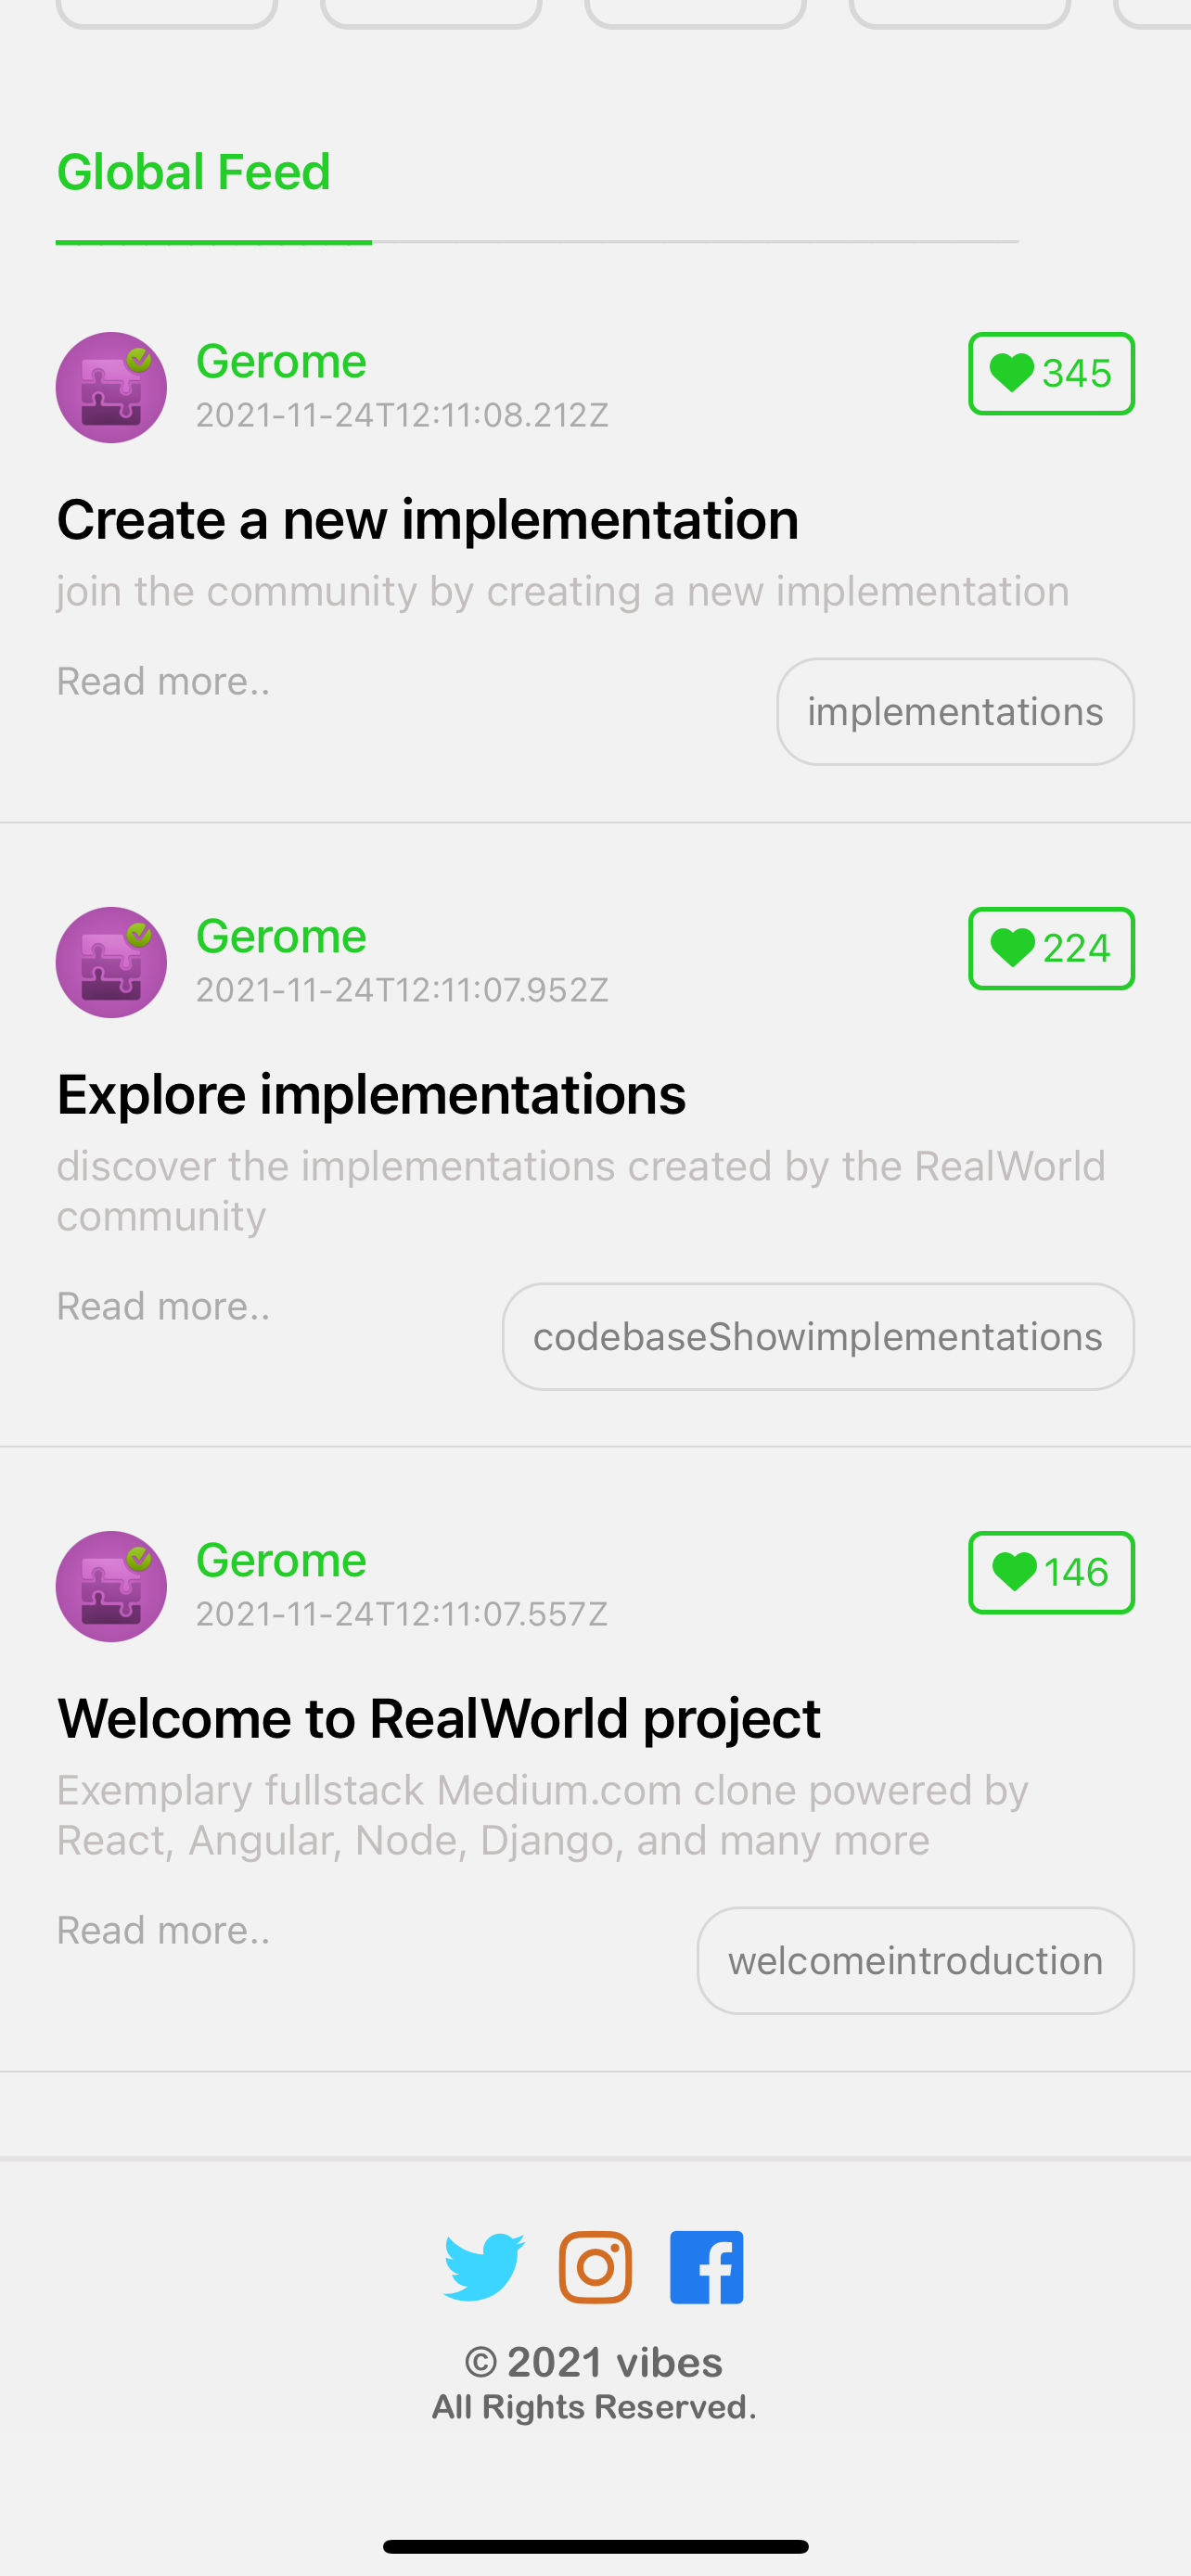 Global Feed
Gerome
345
2021-11-24T12:11:08.212Z
Create a new implementation
join the community by creating a new implementation
Read more..
implementations
Gerome
224
2021-11-24T12:11:07.952Z
Explore implementations
discover the implementations created by the RealWorld
community
Read more..
codebaseShowimplementations
Gerome
146
2021-11-24T12:11:07.557Z
Welcome to RealWorld project
Exemplary fullstack Medium.com clone powered by
React, Angular, Node, Django, and many more
Read more..
welcomeintroduction
© 2021 vibes
All Rights Reserved.